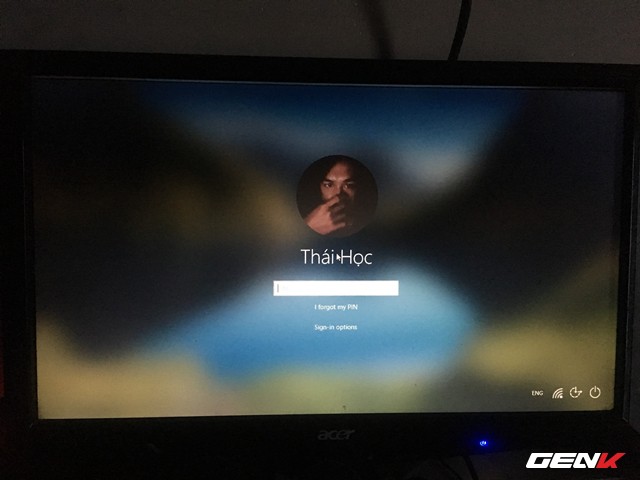 Thái Học
I forgot my PIN
Sign-in options
ENG
acer
GENK